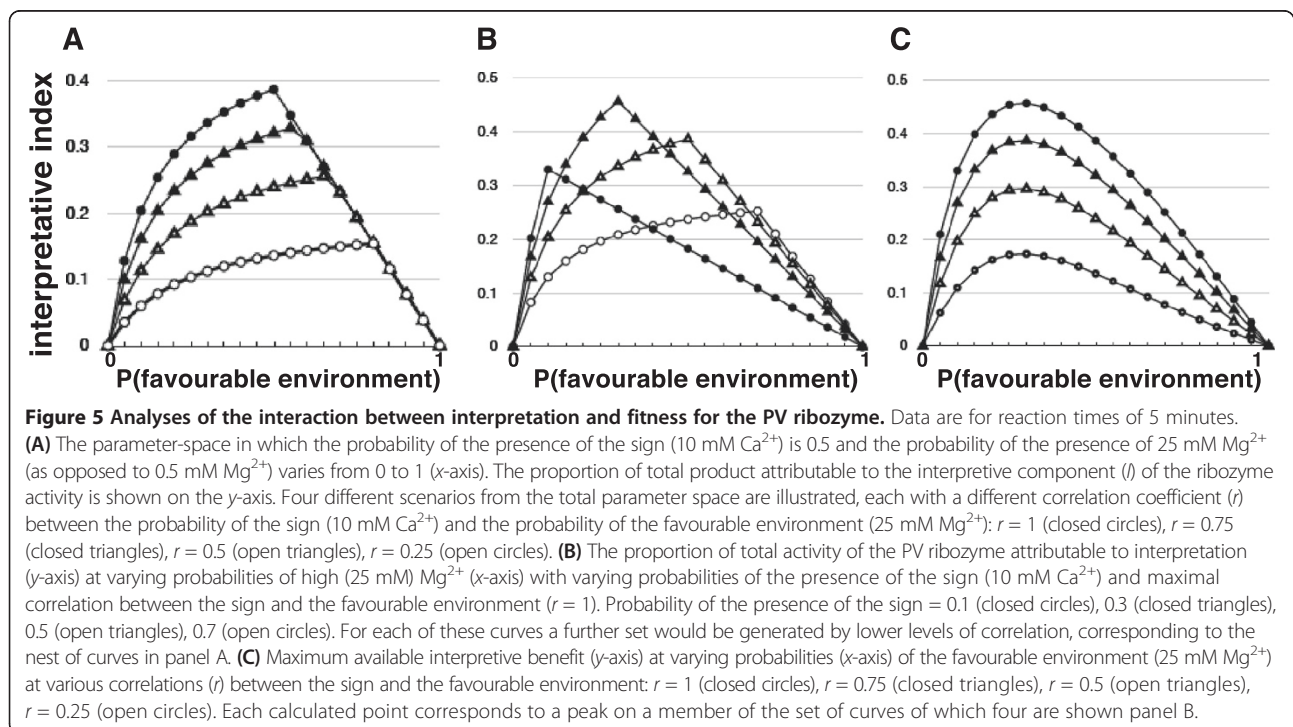 A
B
C
interpretative index
0.4
0.3
0.2
0.1
0
0
1
P(favourable environment)
0.5
0.4
0.3
0.2
0.1
0
0
1
P(favourable environment)
0.6
0.5
0.4
0.3
0.2
0.1
0
0
1
P(favourable environment)
Figure 5 Analyses of the interaction between interpretation and fitness for the PV ribozyme. Data are for reaction times of 5 minutes.
(A) The parameter-space in which the probability of the presence of the sign (10 mM Ca²⁺) is 0.5 and the probability of the presence of 25 mM Mg²⁺
(as opposed to 0.5 mM Mg²⁺) varies from 0 to 1 (x-axis). The proportion of total product attributable to the interpretive component (I) of the ribozyme
activity is shown on the y-axis. Four different scenarios from the total parameter space are illustrated, each with a different correlation coefficient (r)
between the probability of the sign (10 mM Ca²⁺) and the probability of the favourable environment (25 mM Mg²⁺): r = 1 (closed circles), r = 0.75
(closed triangles), r = 0.5 (open triangles), r = 0.25 (open circles). (B) The proportion of total activity of the PV ribozyme attributable to interpretation
(y-axis) at varying probabilities of high (25 mM) Mg²⁺ (x-axis) with varying probabilities of the presence of the sign (10 mM Ca²⁺) and maximal
correlation between the sign and the favourable environment (r = 1). Probability of the presence of the sign = 0.1 (closed circles), 0.3 (closed triangles),
0.5 (open triangles), 0.7 (open circles). For each of these curves a further set would be generated by lower levels of correlation, corresponding to the
nest of curves in panel A. (C) Maximum available interpretive benefit (y-axis) at varying probabilities (x-axis) of the favourable environment (25 mM Mg²⁺)
at various correlations (r) between the sign and the favourable environment: r = 1 (closed circles), r = 0.75 (closed triangles), r = 0.5 (open triangles),
r = 0.25 (open circles). Each calculated point corresponds to a peak on a member of the set of curves of which four are shown panel B.